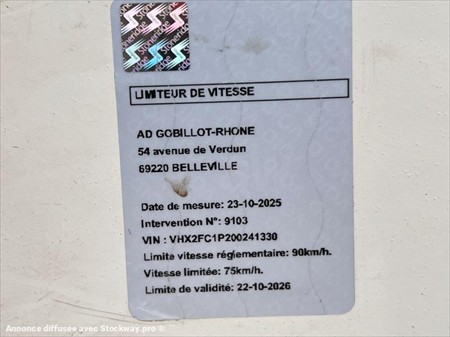 Stoneridge
LIMITEUR DE VITESSE
AD GOBILLOT-RHONE
54 avenue de Verdun
69220 BELLEVILLE
Date de mesure: 23-10-2025
Intervention N°: 9103
VIN : VHX2FC1P200241330
Limite vitesse réglementaire: 90km/h.
Vitesse limitée: 75km/h.
Limite de validité: 22-10-2026
Annonce diffusée avec Stockway.pro ®